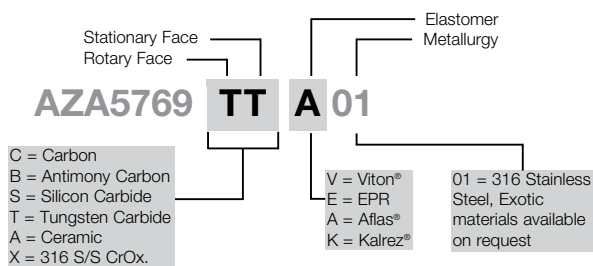 Elastomer
Stationary Face
Metallurgy
Rotary Face
AZA5769 TT A 01
C = Carbon
B = Antimony Carbon
S = Silicon Carbide
T = Tungsten Carbide
A = Ceramic
X = 316 S/S CrOx.
V = Viton®
E = EPR
A = Aflas®
K = Kalrez®
01 = 316 Stainless
Steel, Exotic
materials available
on request